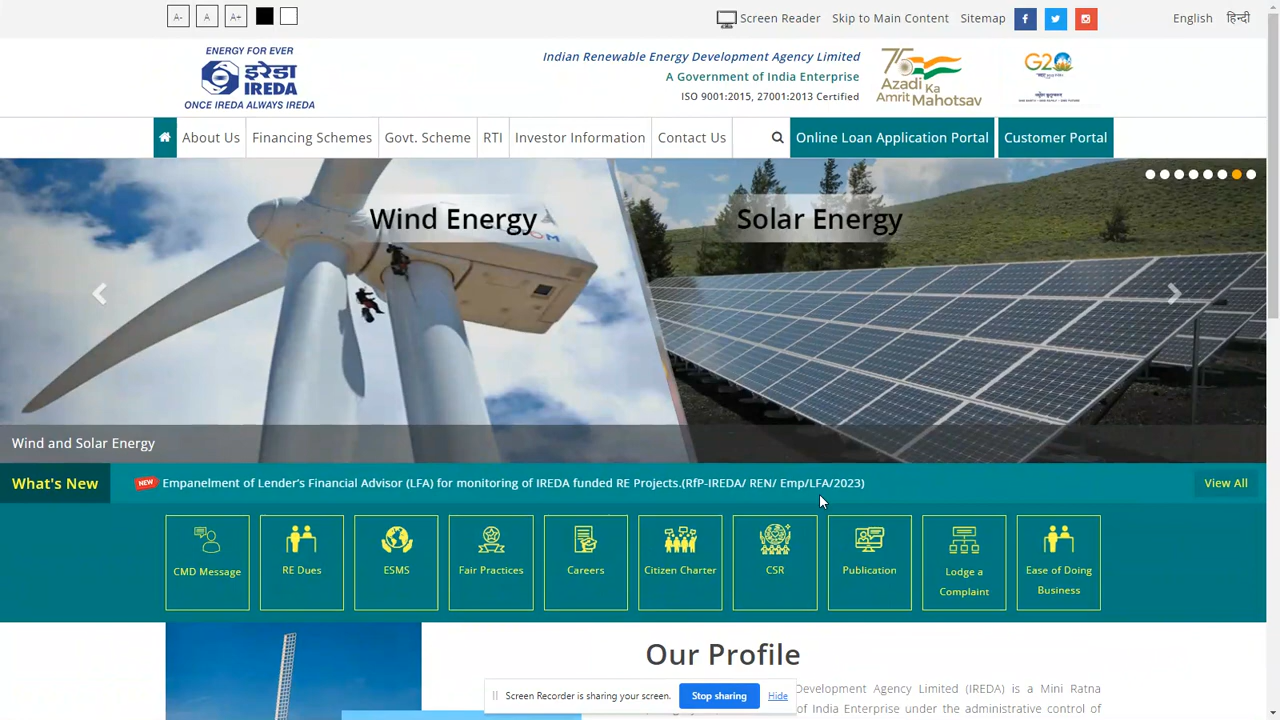 A- A A+
Screen Reader Skip to Main Content Sitemap
English हिन्दी
ENERGY FOR EVER
इरेडा
IREDA
ONCE IREDA ALWAYS IREDA
Indian Renewable Energy Development Agency Limited
A Government of India Enterprise
ISO 9001:2015, 27001:2013 Certified
75
Azadi Ka
Amrit Mahotsav
G20
About Us Financing Schemes Govt. Scheme RTI Investor Information Contact Us Online Loan Application Portal Customer Portal
Wind Energy
Solar Energy
Wind and Solar Energy
What's New
NEW Empanelment of Lender's Financial Advisor (LFA) for monitoring of IREDA funded RE Projects.(RfP-IREDA/ REN/ Emp/LFA/2023)
View All
CMD Message
RE Dues
ESMS
Fair Practices
Careers
Citizen Charter
CSR
Publication
Lodge a
Complaint
Ease of Doing
Business
Our Profile
Development Agency Limited (IREDA) is a Mini Ratna
of India Enterprise under the administrative control of
Screen Recorder is sharing your screen. Stop sharing Hide